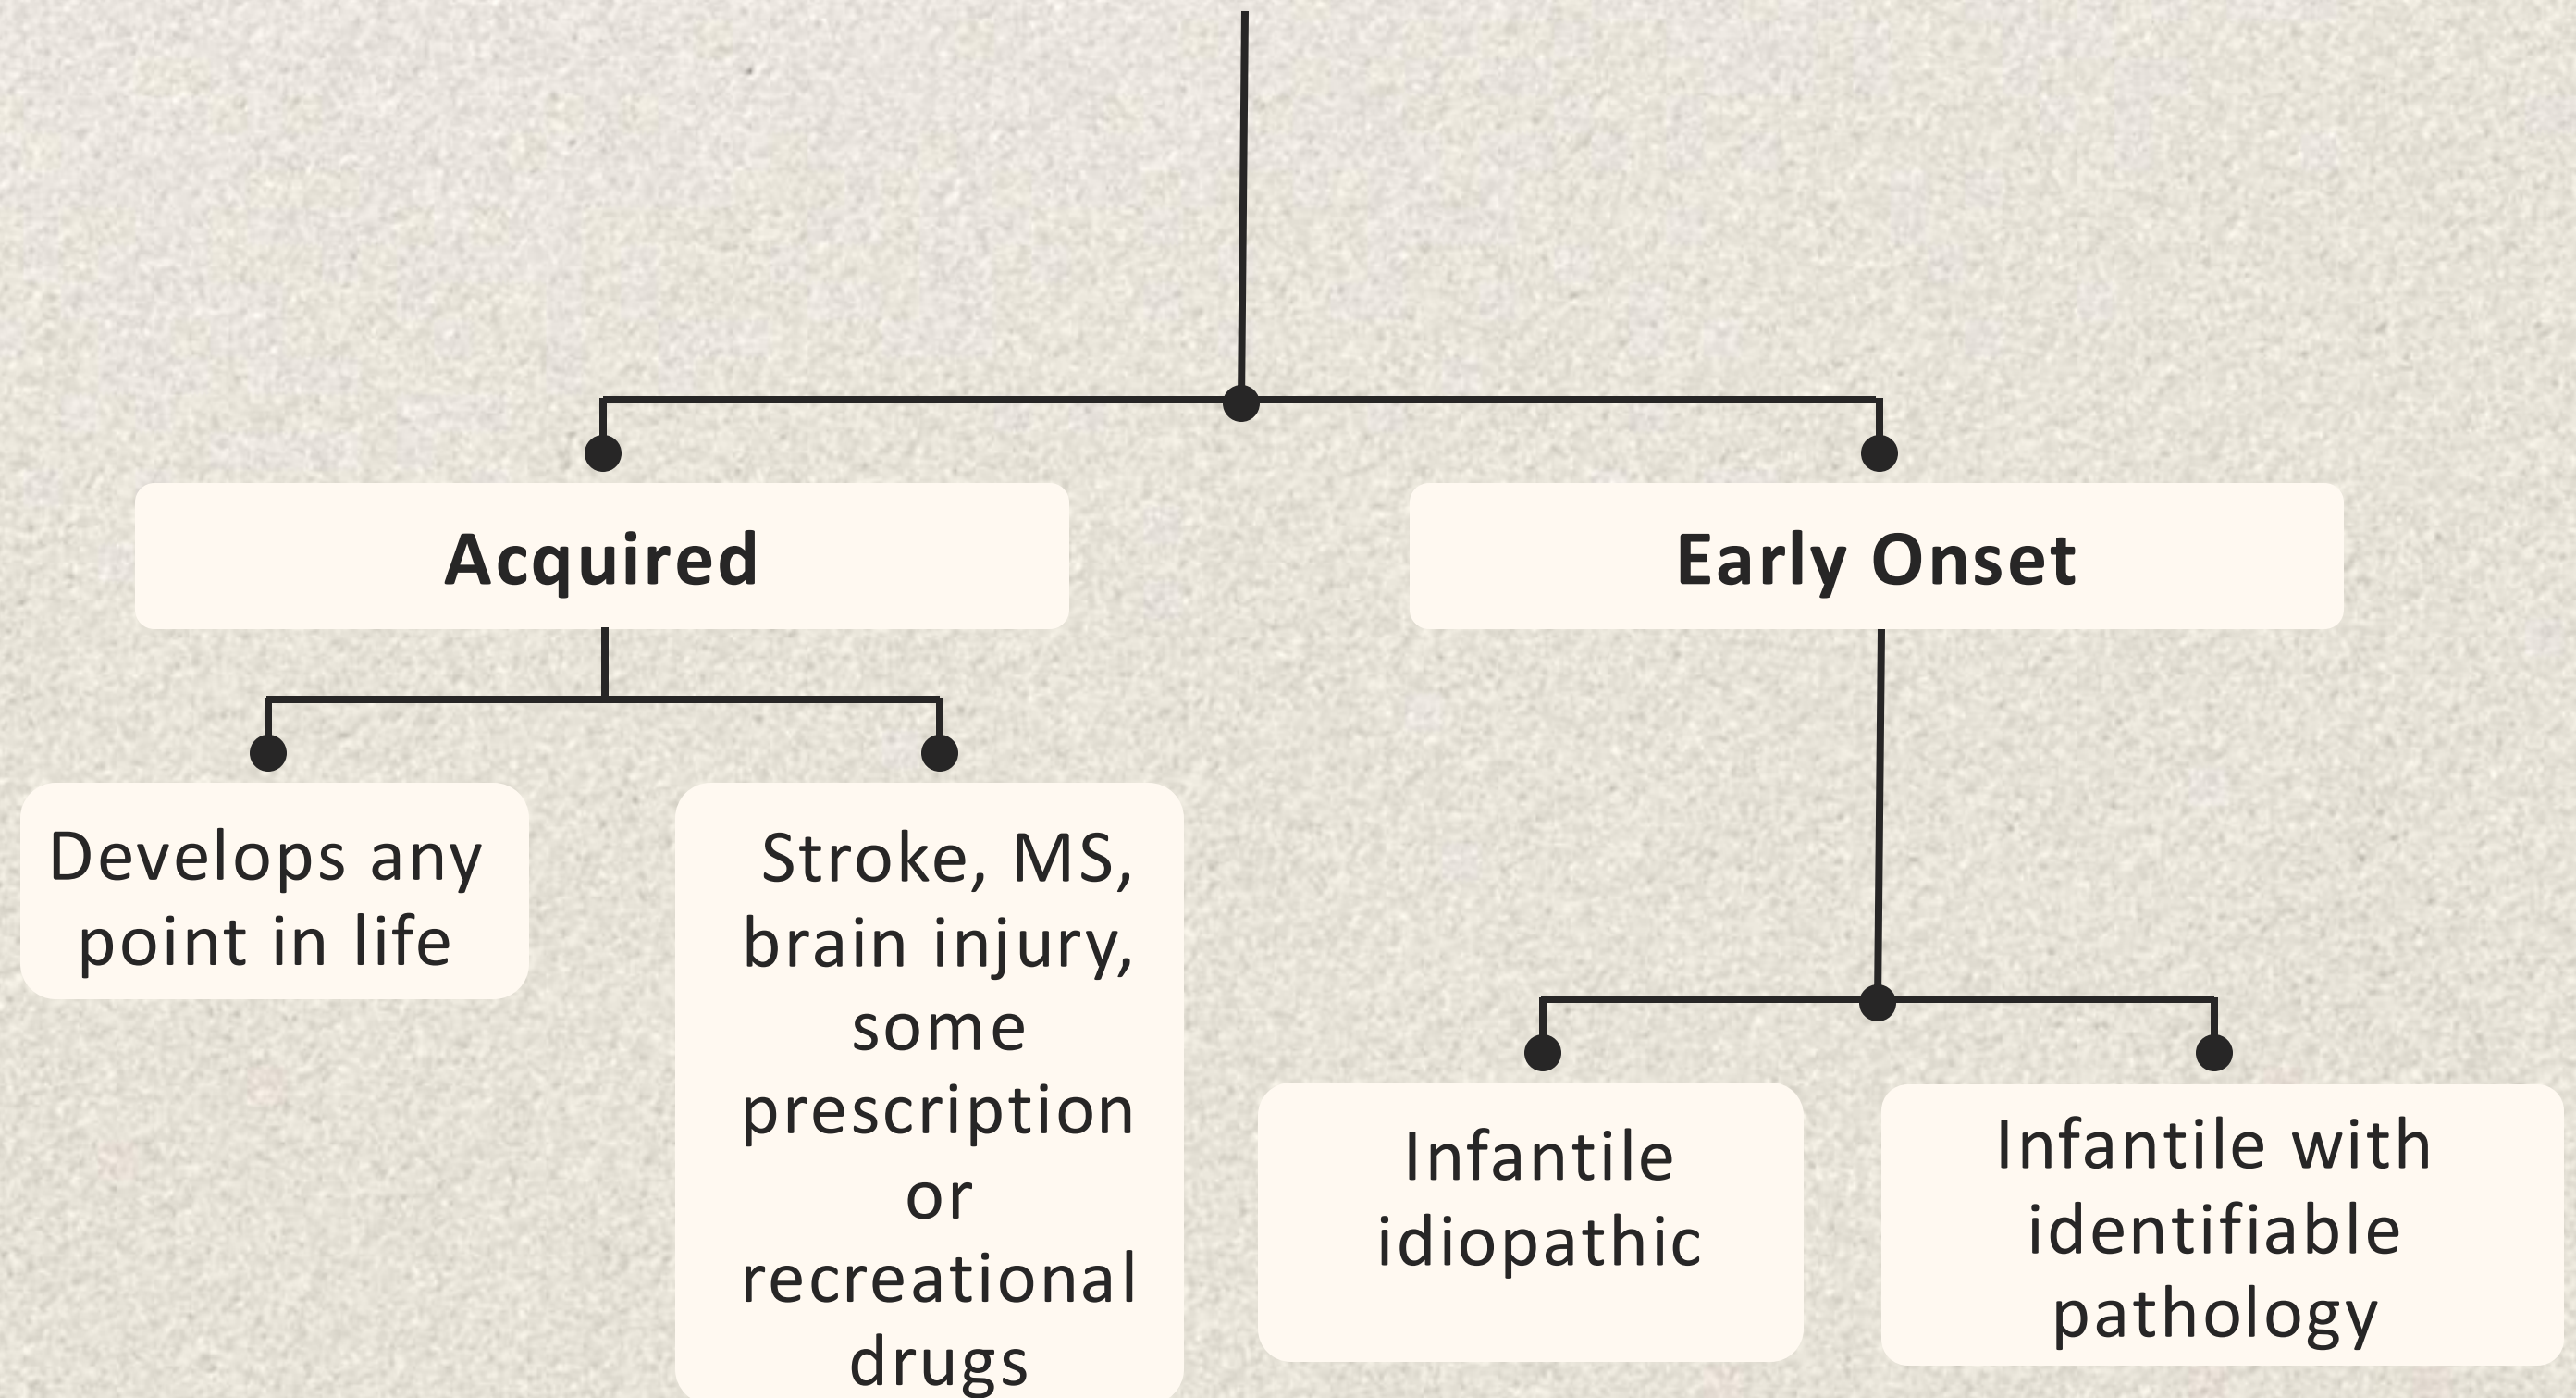 Acquired
Early Onset
Develops any
point in life
Stroke, MS,
brain injury,
some
prescription
or
recreational
drugs
Infantile
idiopathic
Infantile with
identifiable
pathology